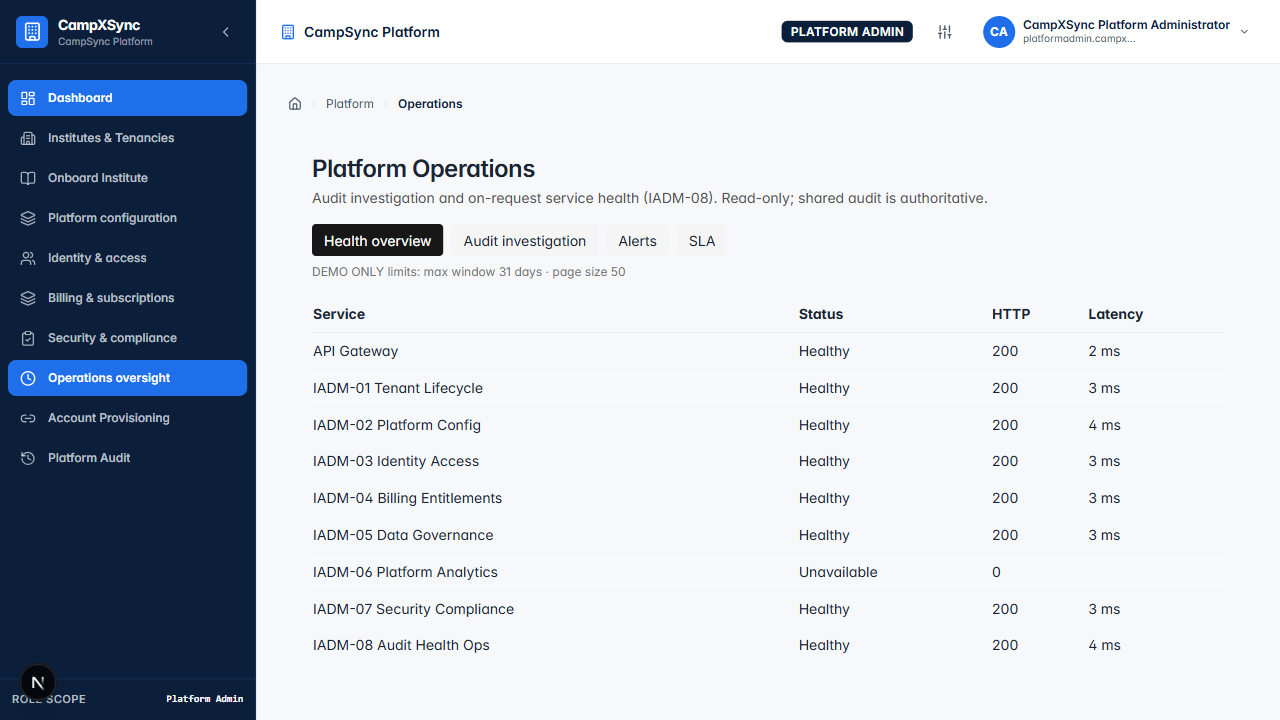 CampXSync
CampSync Platform
Dashboard
Institutes & Tenancies
Onboard Institute
Platform configuration
Identity & access
Billing & subscriptions
Security & compliance
Operations oversight
Account Provisioning
Platform Audit
N
ROLE SCOPE Platform Admin
CampSync Platform
PLATFORM ADMIN
CA
CampXSync Platform Administrator
platformadmin.campx...
Platform Operations
Platform Operations
Audit investigation and on-request service health (IADM-08). Read-only; shared audit is authoritative.
Health overview Audit investigation Alerts SLA
DEMO ONLY limits: max window 31 days · page size 50
Service Status HTTP Latency
API Gateway Healthy 200 2 ms
IADM-01 Tenant Lifecycle Healthy 200 3 ms
IADM-02 Platform Config Healthy 200 4 ms
IADM-03 Identity Access Healthy 200 3 ms
IADM-04 Billing Entitlements Healthy 200 3 ms
IADM-05 Data Governance Healthy 200 3 ms
IADM-06 Platform Analytics Unavailable 0
IADM-07 Security Compliance Healthy 200 3 ms
IADM-08 Audit Health Ops Healthy 200 4 ms